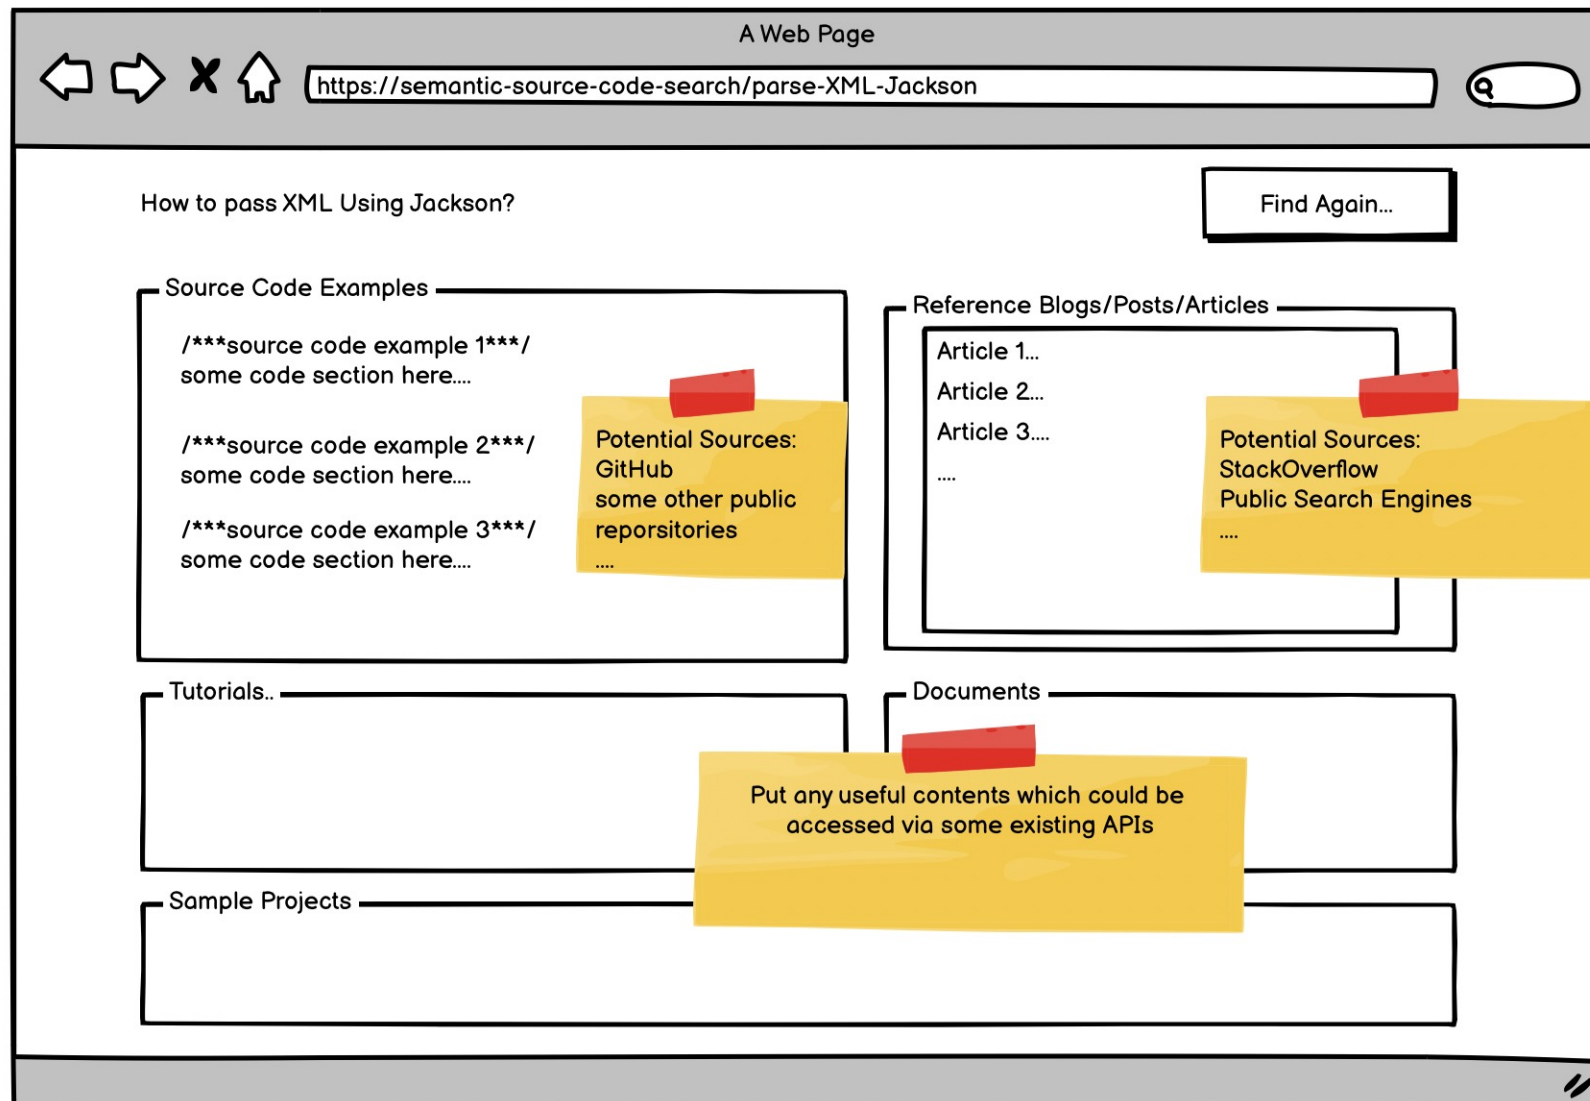 A Web Page
https://semantic-source-code-search/parse-XML-Jackson
How to pass XML Using Jackson?
Find Again...
Source Code Examples
/***source code example 1***/
some code section here....
/***source code example 2***/
some code section here....
/***source code example 3***/
some code section here....
Potential Sources:
GitHub
some other public
reporsitories
....
Reference Blogs/Posts/Articles
Article 1...
Article 2...
Article 3....
....
Potential Sources:
StackOverflow
Public Search Engines
....
Tutorials..
Documents
Put any useful contents which could be
accessed via some existing APIs
Sample Projects